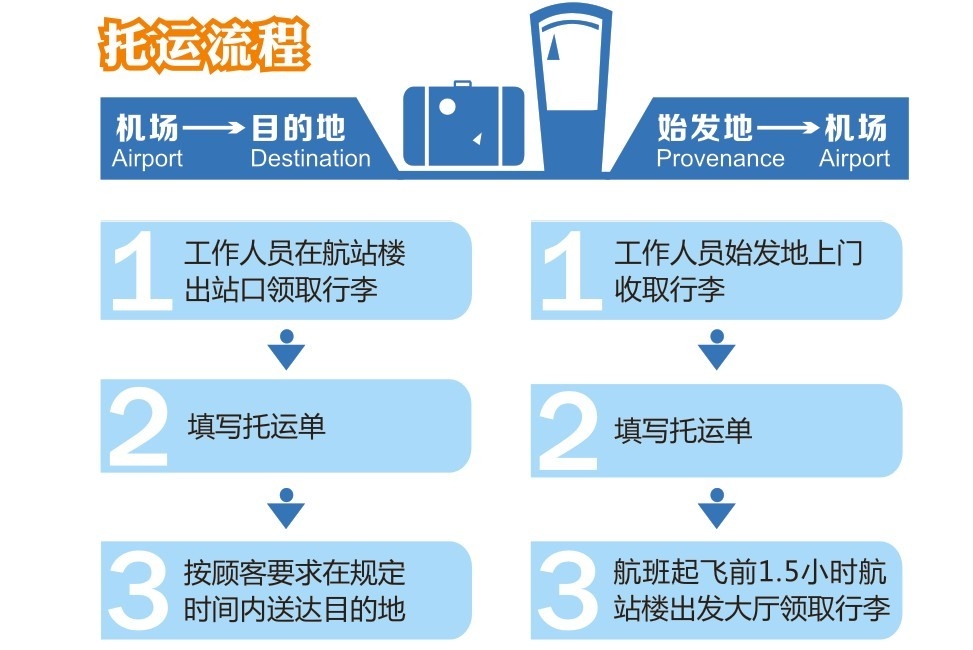 托运流程
机场 目的地
Airport Destination
始发地 机场
Provenance Airport
1
工作人员在航站楼
出站口领取行李
2
填写托运单
3
按顾客要求在规定
时间内送达目的地
1
工作人员始发地上门
收取行李
2
填写托运单
3
航班起飞前1.5小时航
站楼出发大厅领取行李